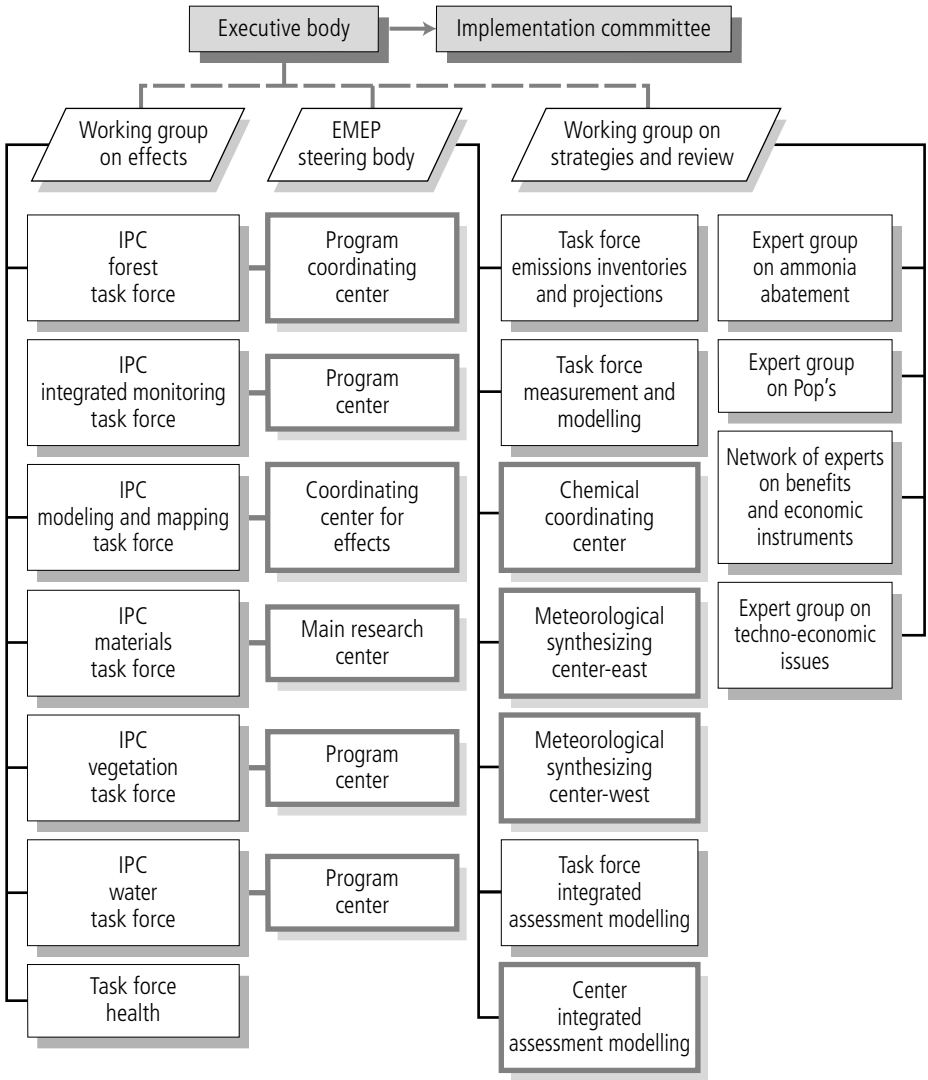 Executive body
Implementation commmittee
Working group
on effects
EMEP
steering body
Working group on
strategies and review
IPC
forest
task force
Program
coordinating
center
Task force
emissions inventories
and projections
Expert group
on ammonia
abatement
IPC
integrated monitoring
task force
Program
center
Task force
measurement and
modelling
Expert group
on Pop's
IPC
modeling and mapping
task force
Coordinating
center for
effects
Chemical
coordinating
center
Network of experts
on benefits
and economic
instruments
IPC
materials
task force
Main research
center
Meteorological
synthesizing
center-east
Expert group on
techno-economic
issues
IPC
vegetation
task force
Program
center
Meteorological
synthesizing
center-west
IPC
water
task force
Program
center
Task force
integrated
assessment modelling
Task force
health
Center
integrated
assessment modelling